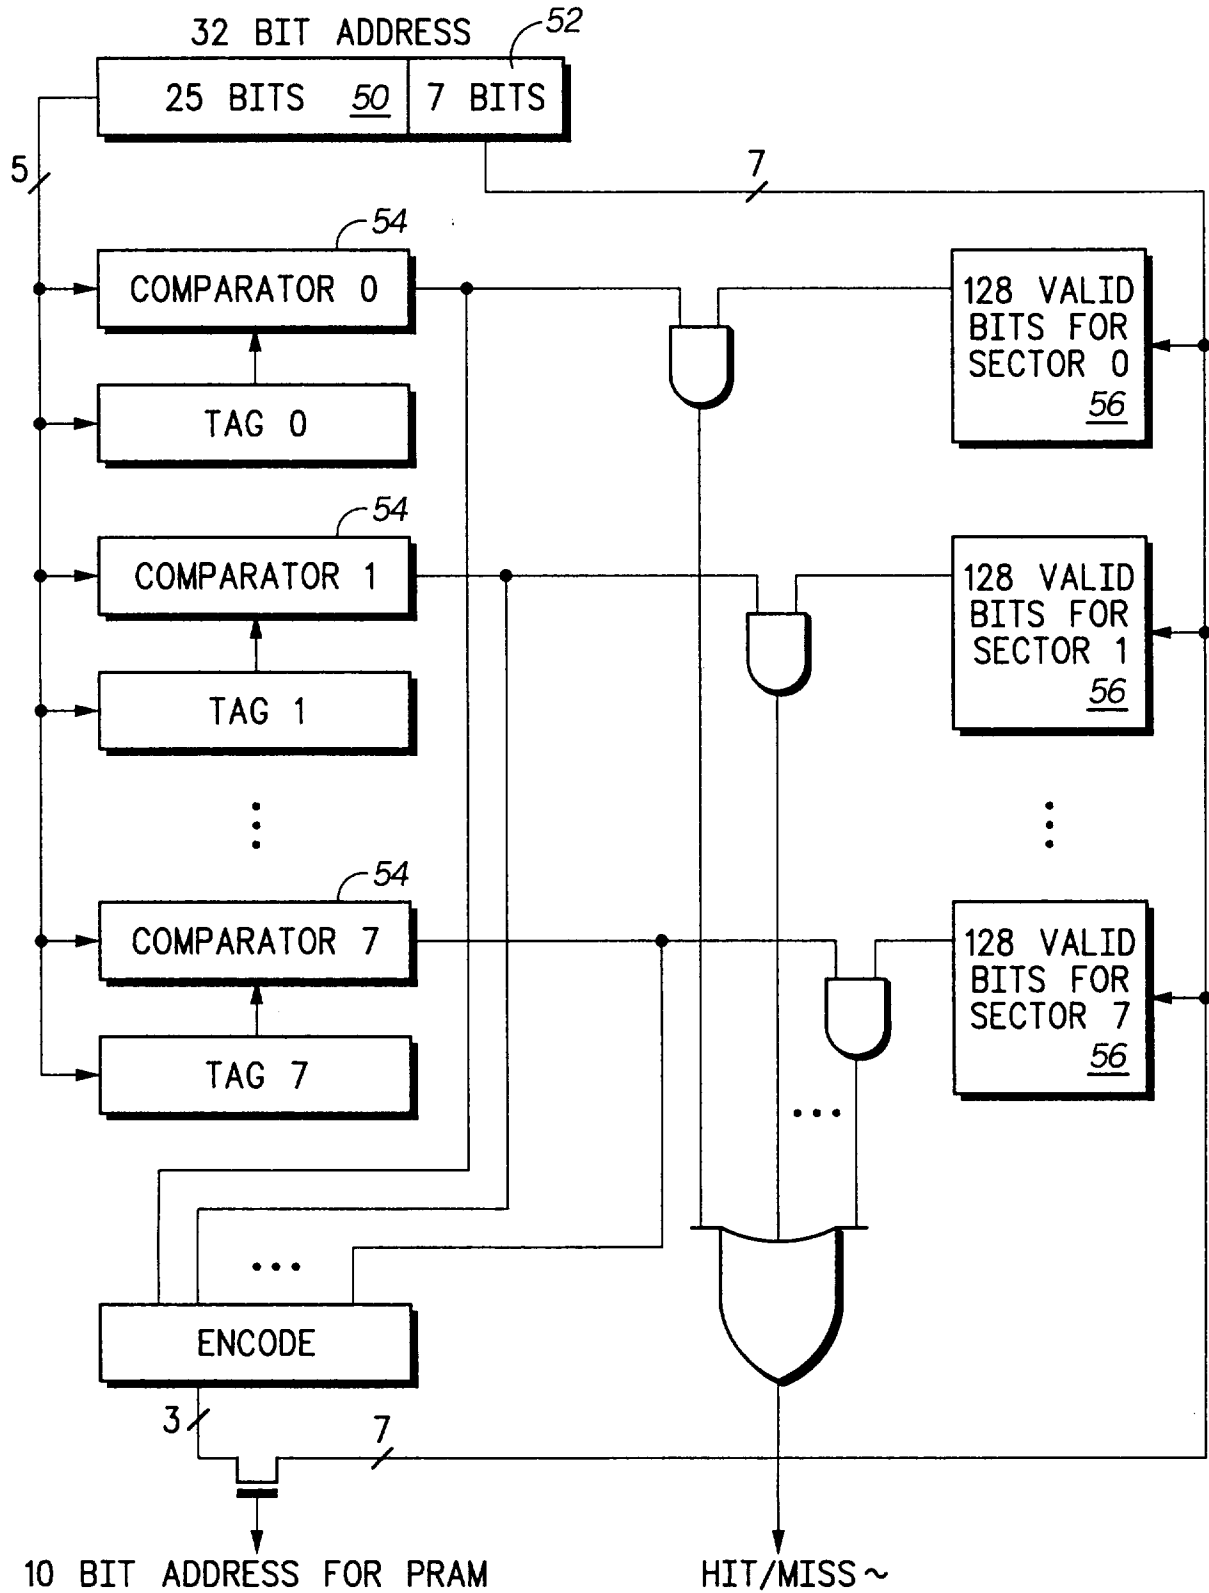 52
32 BIT ADDRESS
25 BITS 50 7 BITS
5
7
54
COMPARATOR 0
128 VALID
BITS FOR
SECTOR 0
56
TAG 0
54
COMPARATOR 1
128 VALID
BITS FOR
SECTOR 1
56
TAG 1
54
COMPARATOR 7
128 VALID
BITS FOR
SECTOR 7
56
TAG 7
ENCODE
3
7
10 BIT ADDRESS FOR PRAM
HIT/MISS~